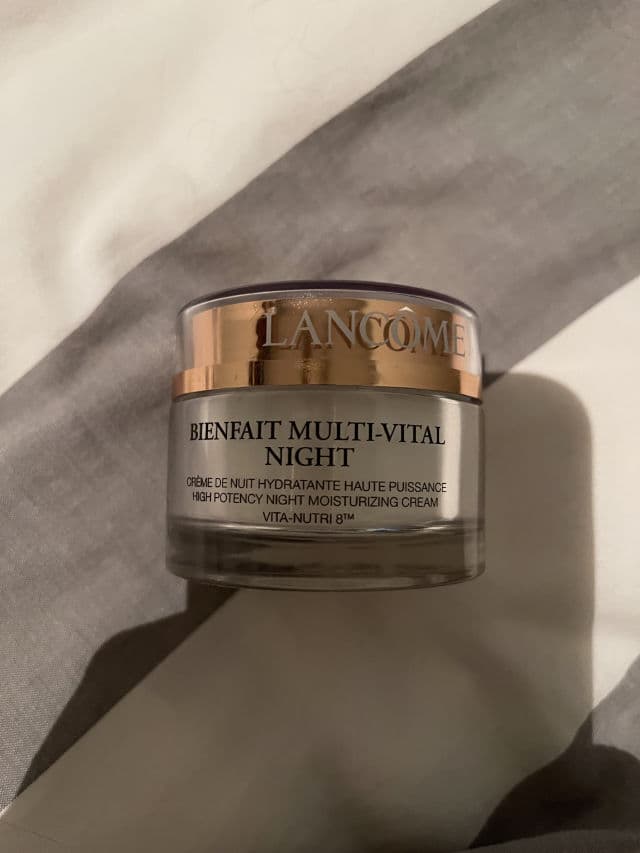 LANCÔME
BIENFAIT MULTI-VITAL
NIGHT
CRÈME DE NUIT HYDRATANTE HAUTE PUISSANCE
HIGH POTENCY NIGHT MOISTURIZING CREAM
VITA-NUTRI 8™